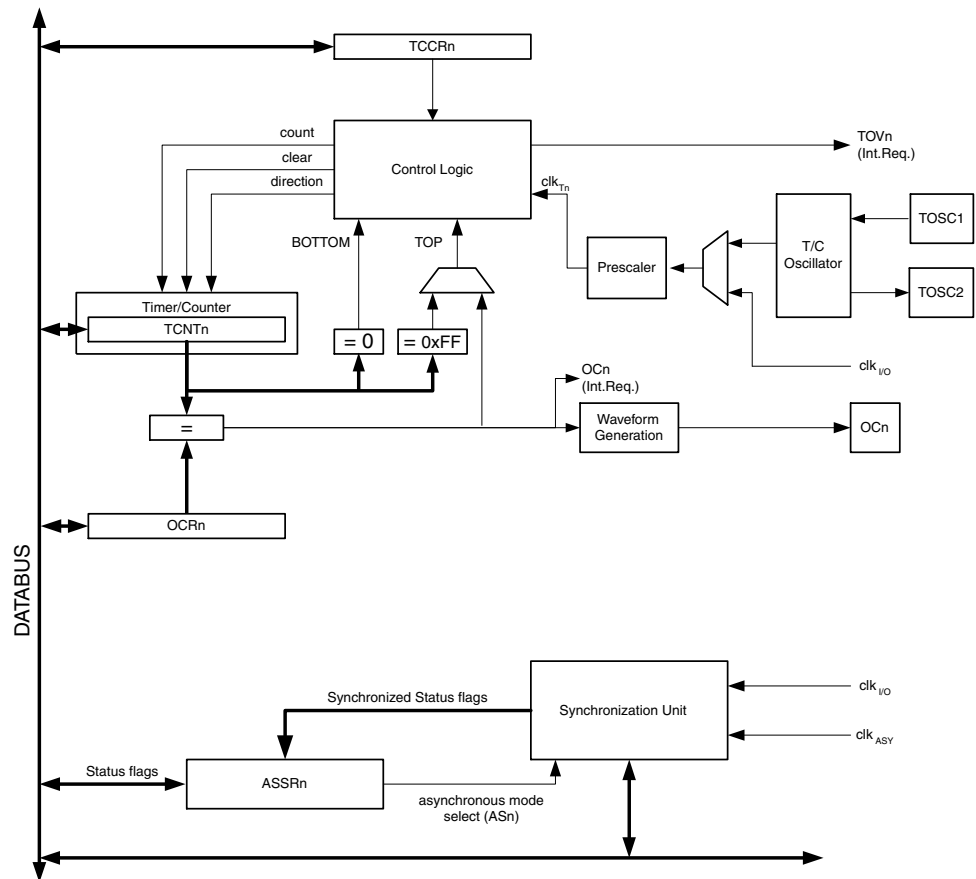 TCCRn
count
clear
direction
Control Logic
TOVn
(Int.Req.)
clkTn
BOTTOM
TOP
TOSC1
T/C
Oscillator
Prescaler
TOSC2
Timer/Counter
TCNTn
= 0
= 0xFF
clkI/O
OCn
(Int.Req.)
=
Waveform
Generation
OCn
OCRn
DATABUS
Synchronized Status flags
Synchronization Unit
clkI/O
clkASY
Status flags
ASSRn
asynchronous mode
select (ASn)